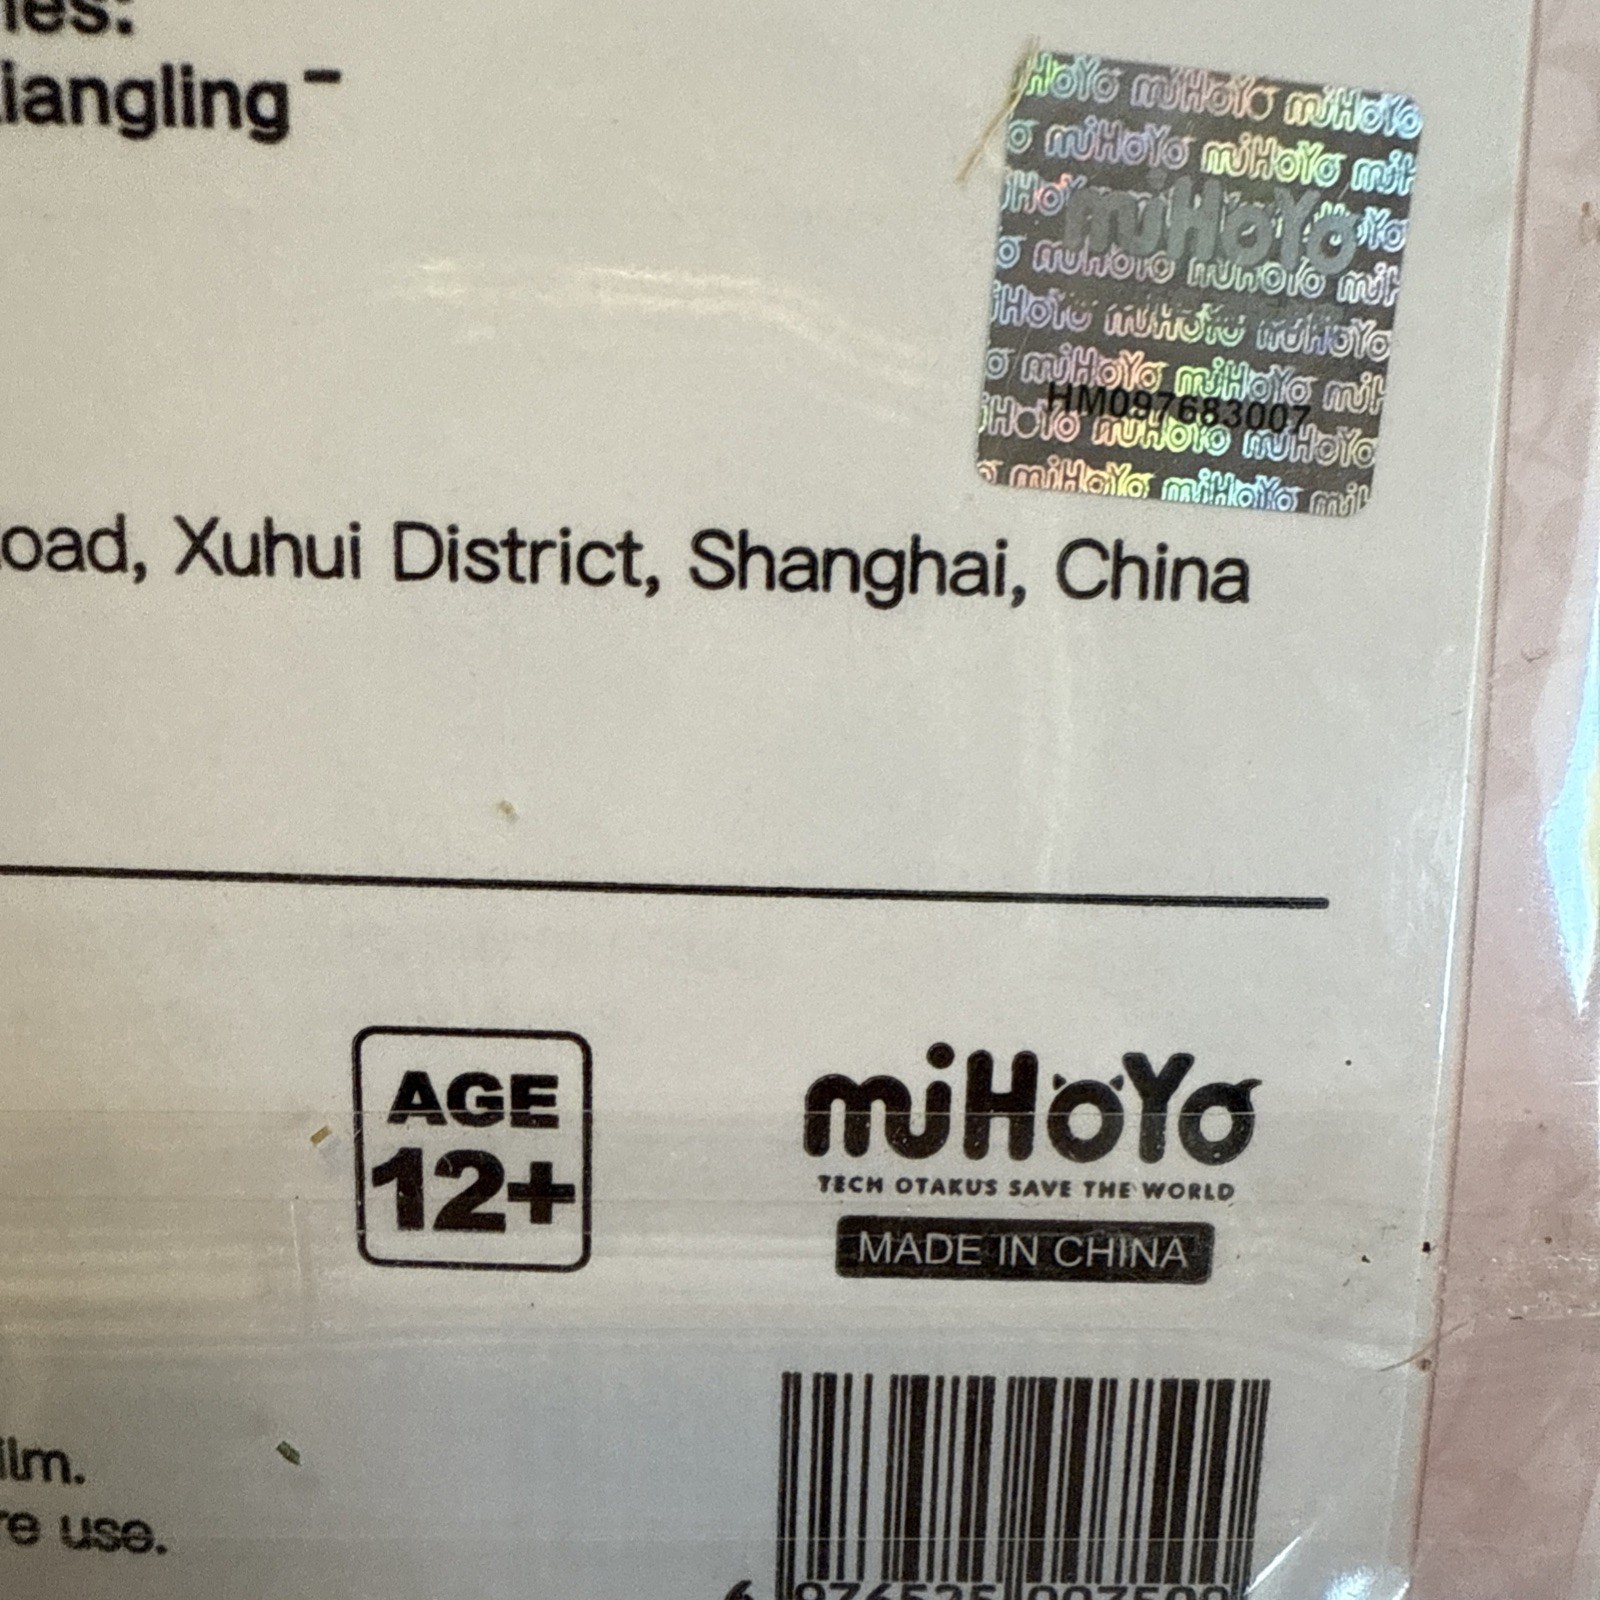 iangling –
miHoYo
HM097683007
oad, Xuhui District, Shanghai, China
AGE
12+
miHoYo
TECH OTAKUS SAVE THE WORLD
MADE IN CHINA
ilm.
re use.